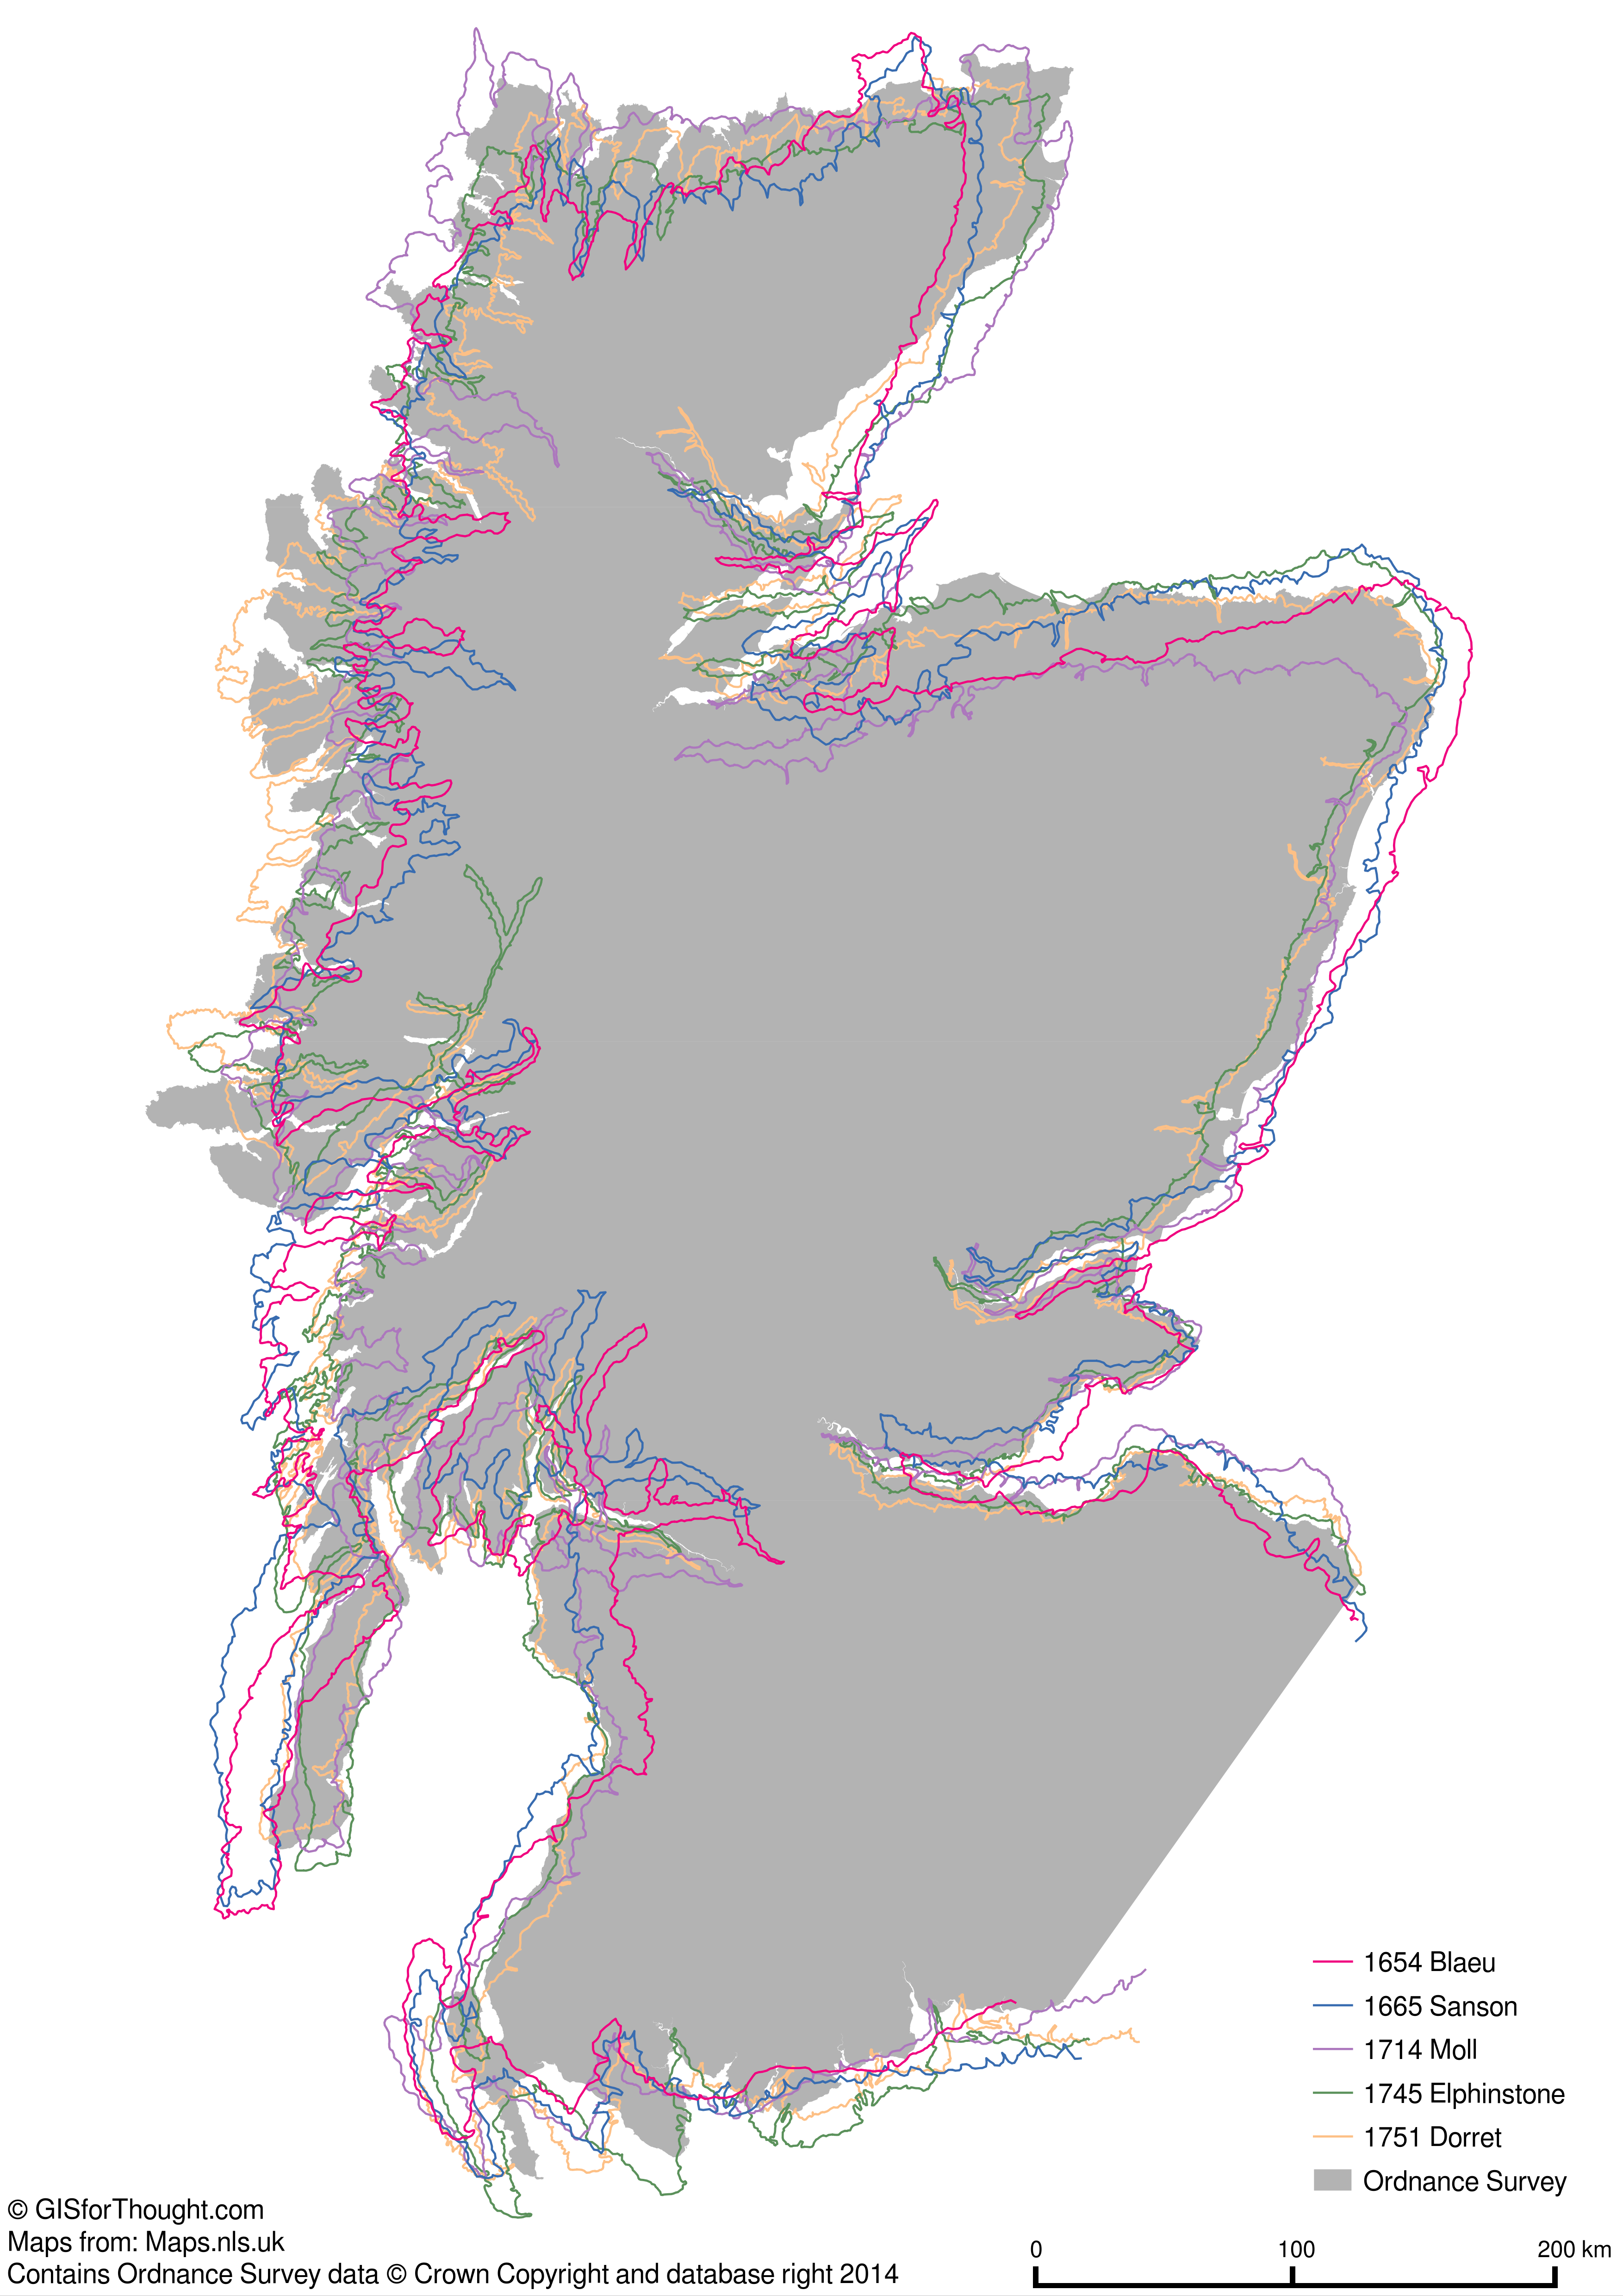 1654 Blaeu
1665 Sanson
1714 Moll
1745 Elphinstone
1751 Dorret
Ordnance Survey
© GISforThought.com
Maps from: Maps.nls.uk
Contains Ordnance Survey data © Crown Copyright and database right 2014
0 100 200 km